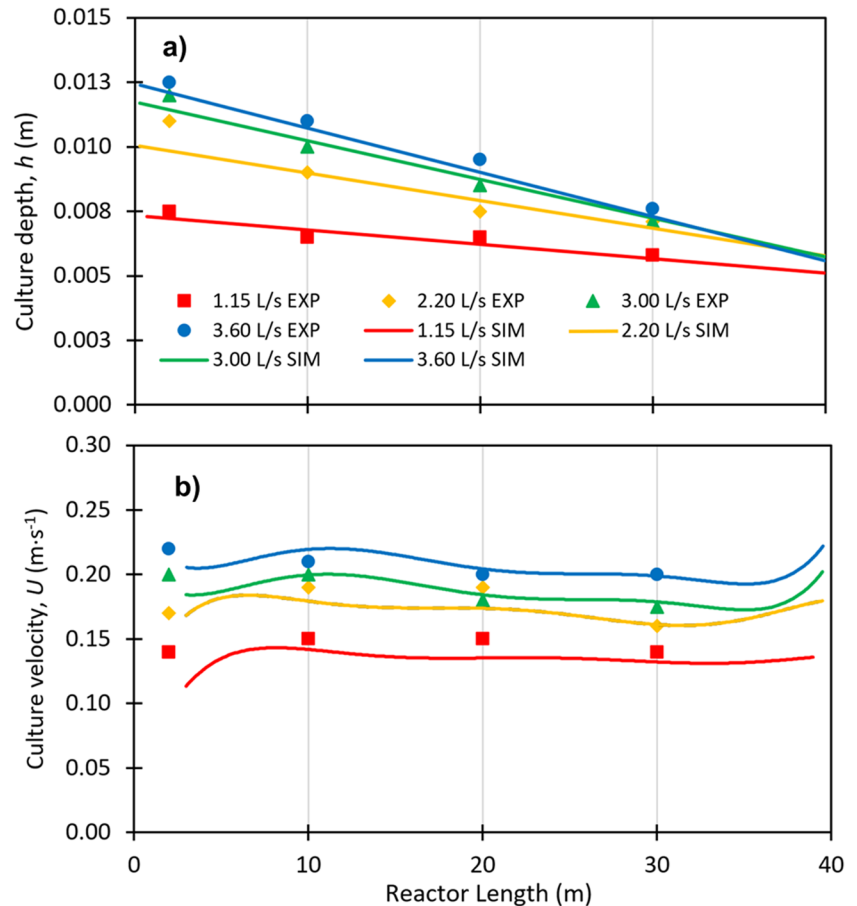 0.015
a)
0.013
0.010
0.008
0.005
0.003
0.000
Culture depth, h (m)
1.15 L/s EXP 2.20 L/s EXP 3.00 L/s EXP
3.60 L/s EXP 1.15 L/s SIM 2.20 L/s SIM
3.00 L/s SIM 3.60 L/s SIM
0.30
b)
0.25
0.20
0.15
0.10
0.05
0.00
Culture velocity, U (m·s-1)
0 10 20 30 40
Reactor Length (m)